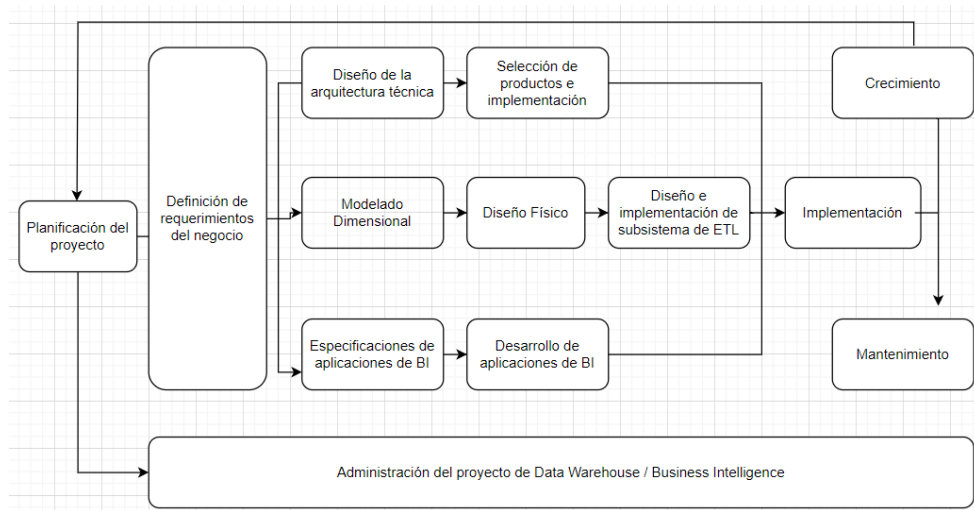 Planificación del
proyecto
Definición de
requerimientos
del negocio
Diseño de la
arquitectura técnica
Selección de
productos e
implementación
Modelado
Dimensional
Diseño Físico
Diseño e
implementación de
subsistema de ETL
Especificaciones de
aplicaciones de BI
Desarrollo de
aplicaciones de BI
Implementación
Crecimiento
Mantenimiento
Administración del proyecto de Data Warehouse / Business Intelligence